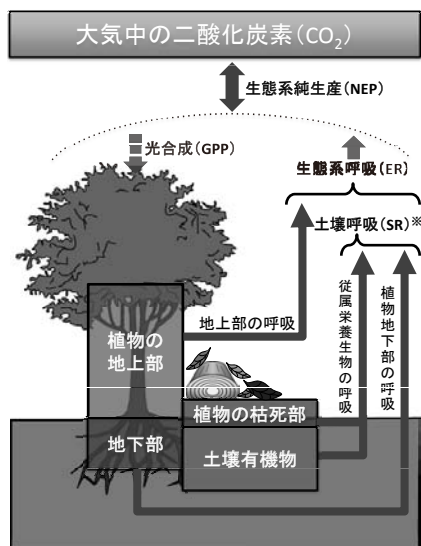 大気中の二酸化炭素(CO₂)
生態系純生産(NEP)
光合成(GPP)
生態系呼吸(ER)
土壌呼吸(SR)※
地上部の呼吸
従属栄養生物の呼吸
植物地下部の呼吸
植物の
地上部
植物の枯死部
地下部
土壌有機物